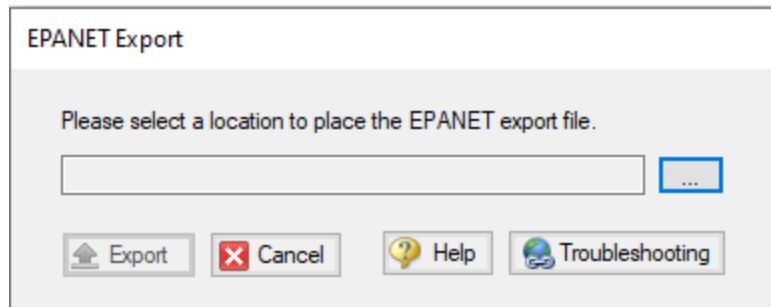 EPANET Export
Please select a location to place the EPANET export file.
...
Export Cancel Help Troubleshooting